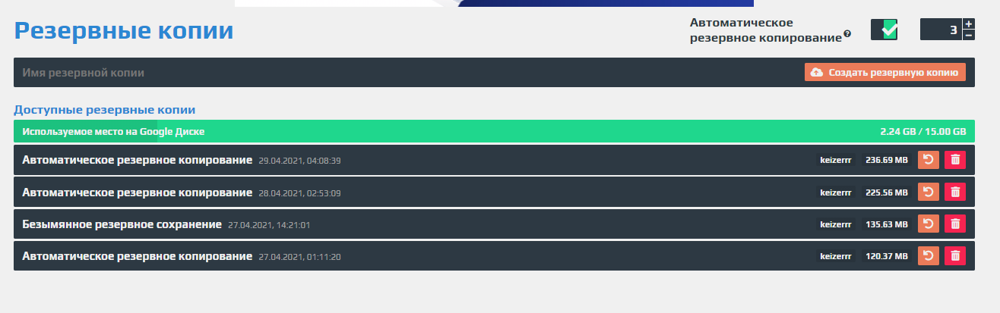 Резервные копии
Автоматическое
резервное копирование
3
Имя резервной копии
Создать резервную копию
Доступные резервные копии
Используемое место на Google Диске 2.24 GB / 15.00 GB
Автоматическое резервное копирование 29.04.2021, 04:08:39 keizerrr 236.69 MB
Автоматическое резервное копирование 28.04.2021, 02:53:09 keizerrr 225.56 MB
Безымянное резервное сохранение 27.04.2021, 14:21:01 keizerrr 135.63 MB
Автоматическое резервное копирование 27.04.2021, 01:11:20 keizerrr 120.37 MB